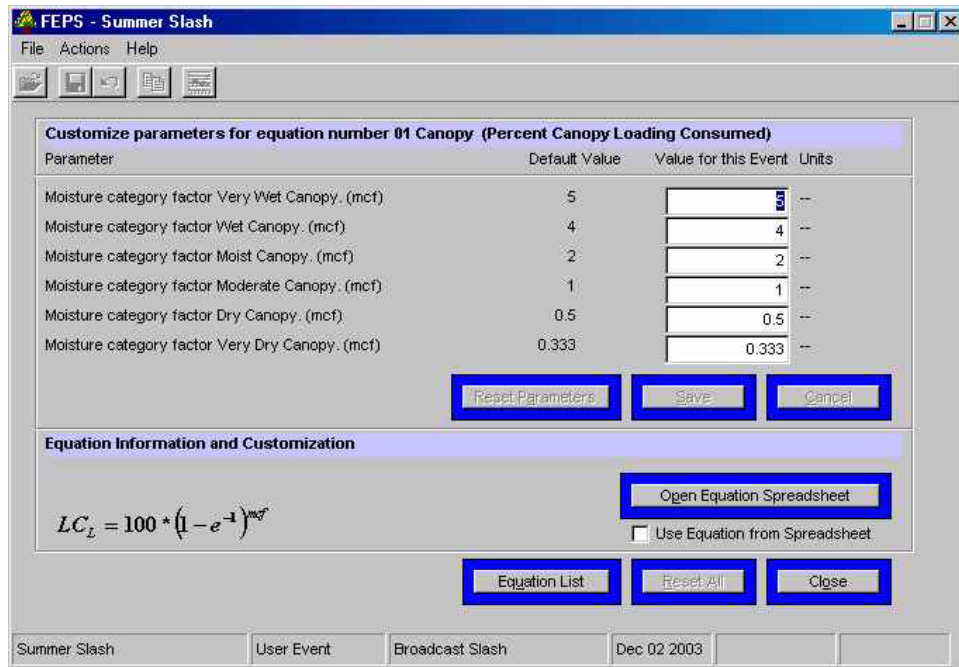 FEPS - Summer Slash
File Actions Help
Customize parameters for equation number 01 Canopy (Percent Canopy Loading Consumed)
Parameter Default Value Value for this Event Units
Moisture category factor Very Wet Canopy. (mcf) 5 5 --
Moisture category factor Wet Canopy. (mcf) 4 4 --
Moisture category factor Moist Canopy. (mcf) 2 2 --
Moisture category factor Moderate Canopy. (mcf) 1 1 --
Moisture category factor Dry Canopy. (mcf) 0.5 0.5 --
Moisture category factor Very Dry Canopy. (mcf) 0.333 0.333 --
Reset Parameters Save Cancel
Equation Information and Customization
Open Equation Spreadsheet
LC_L = 100 * (1 - e^-1)^mcf
Use Equation from Spreadsheet
Equation List Reset All Close
Summer Slash User Event Broadcast Slash Dec 02 2003